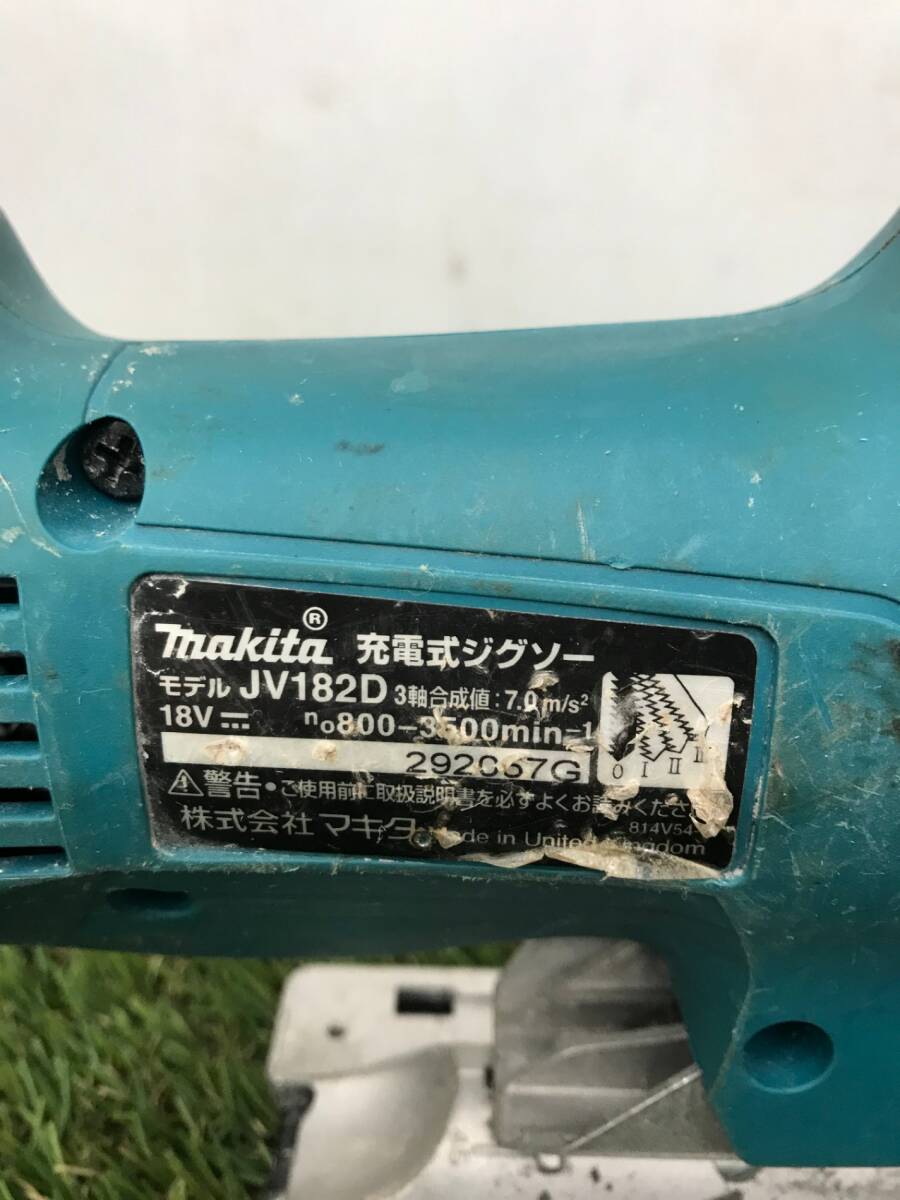 makita® 充電式ジグソー
モデル JV182D 3軸合成値:7.0 m/s²
18V⎓ no800-3500min-1
292067G
0 I II III
⚠警告・ご使用前に取扱説明書を必ずよくお読みください
814V54
株式会社 マキタ Made in United Kingdom